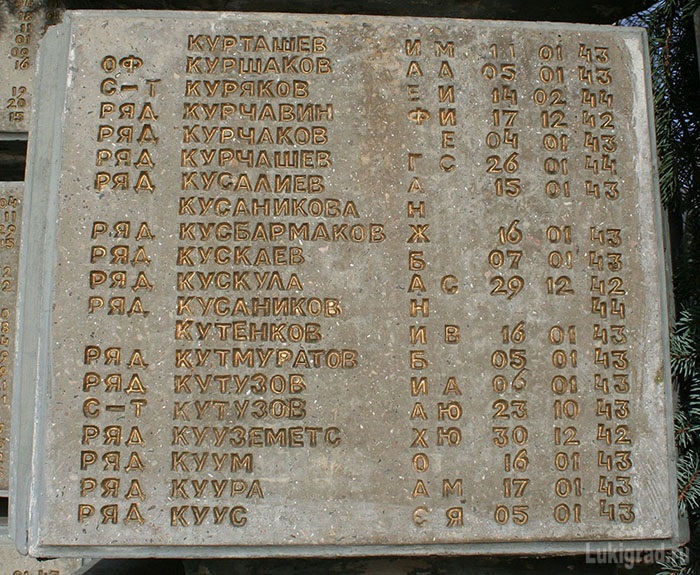 КУРТАШЕВ И М 11 01 43
ОФ КУРШАКОВ А А 05 01 43
С-Т КУРЯКОВ Е И 14 02 44
РЯД КУРЧАВИН Ф И 17 12 42
РЯД КУРЧАКОВ Е 04 01 43
РЯД КУРЧАШЕВ Г С 26 01 44
РЯД КУСАЛИЕВ А 15 01 43
КУСАНИКОВА Н
РЯД КУСБАРМАКОВ Ж 16 01 43
РЯД КУСКАЕВ Б 07 01 43
РЯД КУСКУЛА А С 29 12 42
РЯД КУСАНИКОВ Н 44
КУТЕНКОВ И В 16 01 43
РЯД КУТМУРАТОВ Б 05 01 43
РЯД КУТУЗОВ И А 06 01 43
С-Т КУТУЗОВ А Ю 23 10 43
РЯД КУУЗЕМЕТС Х Ю 30 12 42
РЯД КУУМ О 16 01 43
РЯД КУУРА А М 17 01 43
РЯД КУУС Я 05 01 43
Lukigrad.ru